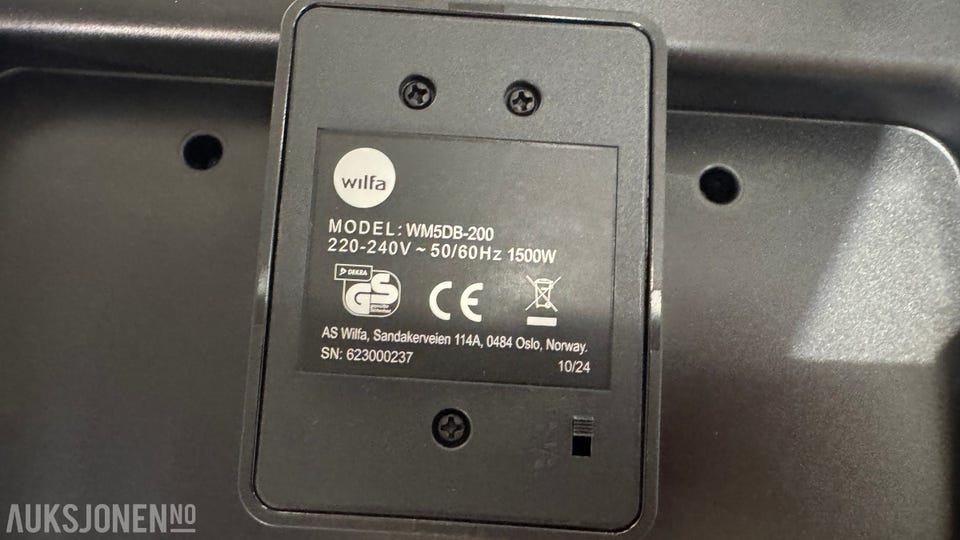 wilfa
MODEL: WM5DB-200
220-240V ~ 50/60Hz 1500W
DEKRA
GS
CE
AS Wilfa, Sandakerveien 114A, 0484 Oslo, Norway.
SN: 623000237 10/24
AUKSJONEN NO